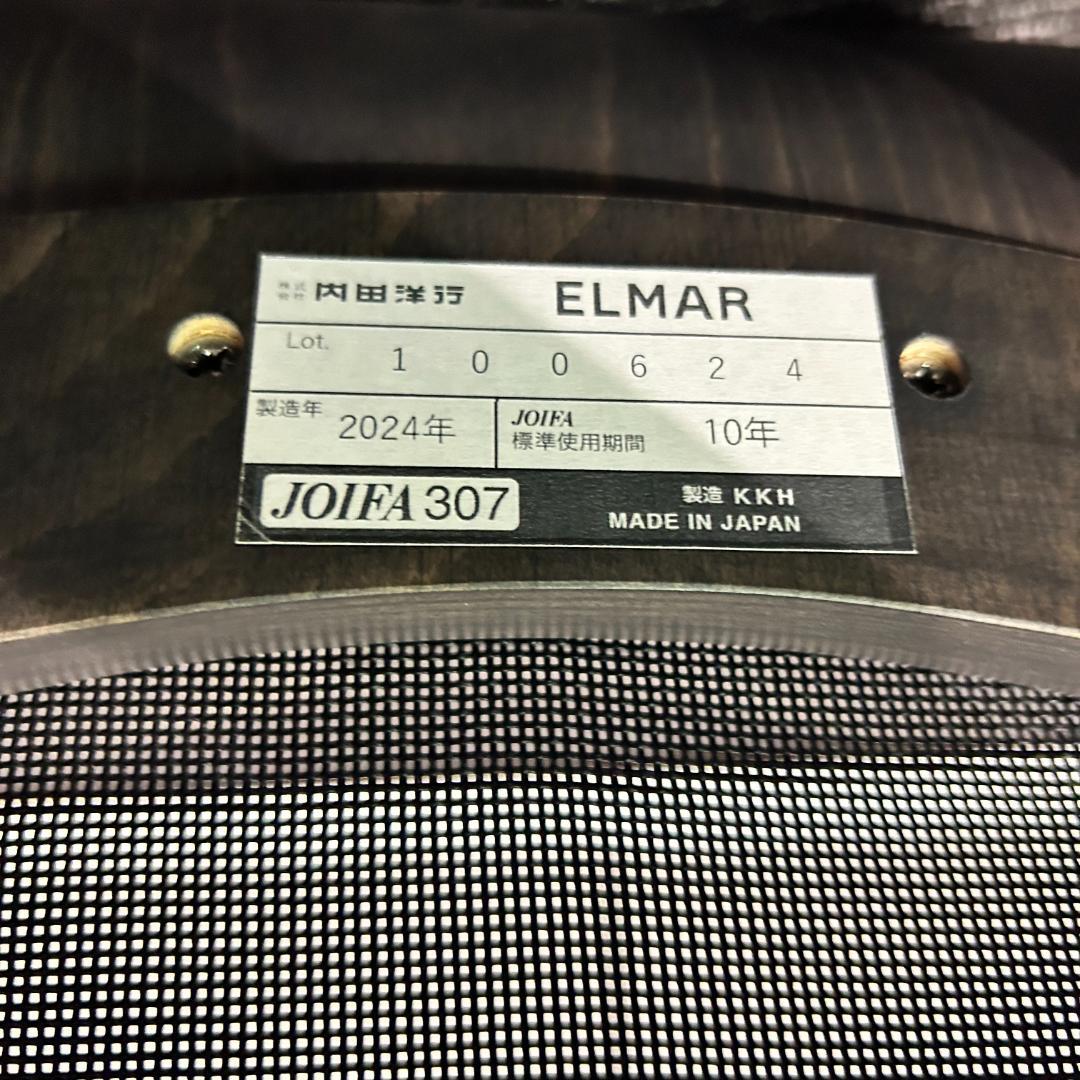 株式会社 内田洋行 ELMAR
Lot. 1 0 0 6 2 4
製造年 2024年
JOIFA 標準使用期間 10年
JOIFA 307
製造 KKH
MADE IN JAPAN